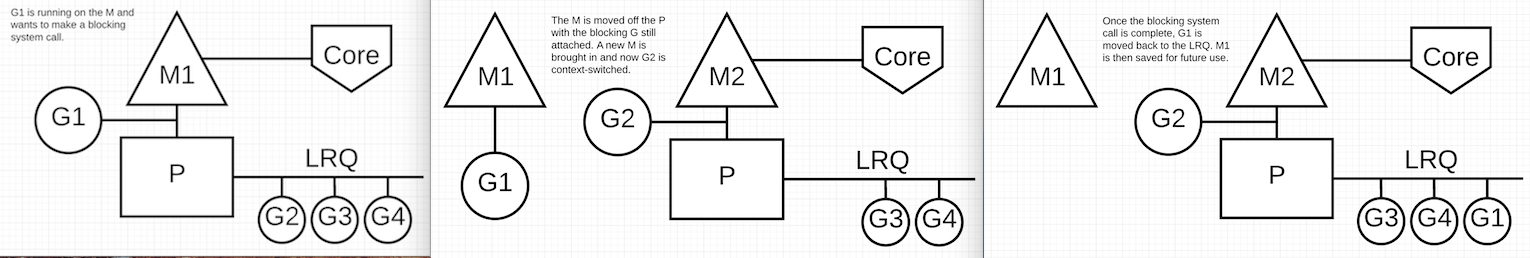 G1 is running on the M and
wants to make a blocking
system call.
M1
Core
G1
P
LRQ
G2 G3 G4
The M is moved off the P
with the blocking G still
attached. A new M is
brought in and now G2 is
context-switched.
M1
M2
Core
G2
G1
P
LRQ
G3 G4
Once the blocking system
call is complete, G1 is
moved back to the LRQ. M1
is then saved for future use.
M1
M2
Core
G2
P
LRQ
G3 G4 G1